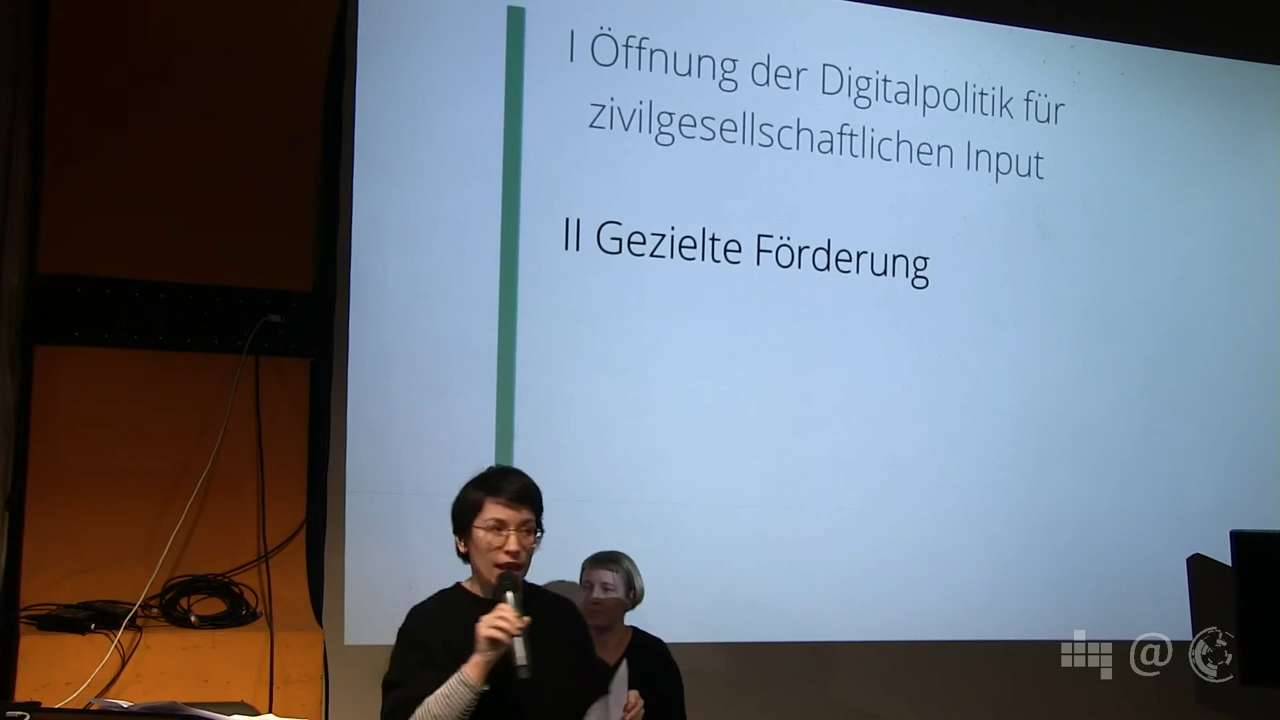 I Öffnung der Digitalpolitik für
zivilgesellschaftlichen Input
II Gezielte Förderung
@